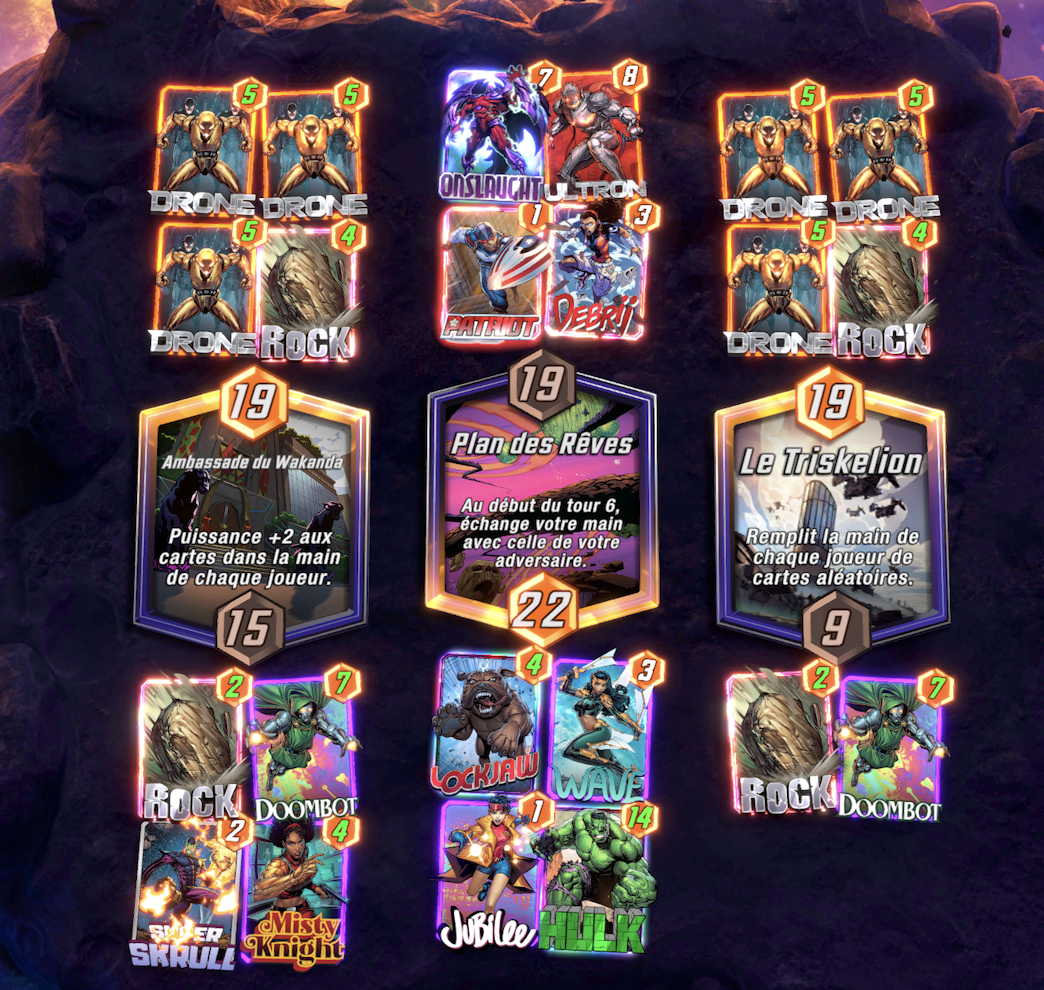 5 5 7 8 5 5
DRONE DRONE ONSLAUGHT ULTRON DRONE DRONE
5 4 1 3 5 4
DRONE ROCK PATRIOT DEBRII DRONE ROCK
19
Ambassade du Wakanda
Puissance +2 aux
cartes dans la main
de chaque joueur.
15
19
Plan des Rêves
Au début du tour 6,
échange votre main
avec celle de votre
adversaire.
22
19
Le Triskelion
Remplit la main de
chaque joueur de
cartes aléatoires.
9
2 7 4 3 2 7
ROCK DOOMBOT LOCKJAW WAVE ROCK DOOMBOT
2 4 1 14
SUPER SKRULL Misty Knight JUBiLee HULK